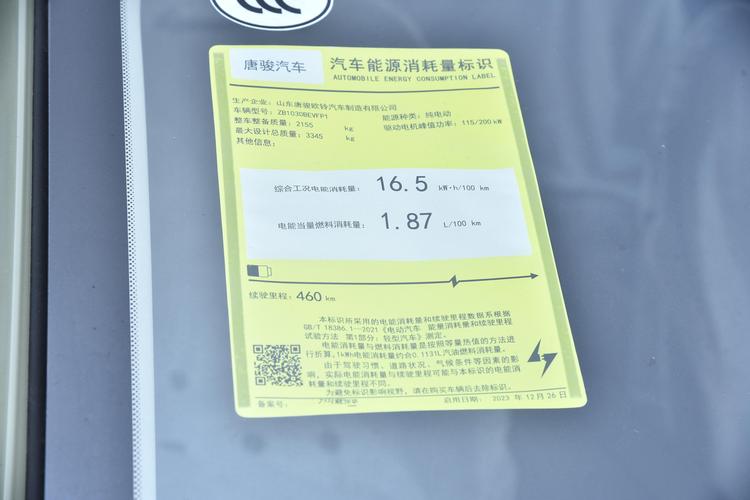 唐骏汽车
汽车能源消耗量标识
AUTOMOBILE ENERGY CONSUMPTION LABEL
生产企业：山东唐骏欧铃汽车制造有限公司
车辆型号：ZB1030BEVFP1
能源种类：纯电动
整车整备质量：2155 kg
驱动电机峰值功率：115/200 kW
最大设计总质量：3345 kg
其他信息：
综合工况电能消耗量：16.5 kW·h/100 km
电能当量燃料消耗量：1.87 L/100 km
续驶里程：460 km
本标识所采用的电能消耗量和续驶里程数据系根据
GB/T 18386.1—2021《电动汽车 能量消耗量和续驶里程
试验方法 第1部分：轻型汽车》测定。
电能消耗量与燃料消耗量是按照等量热值的方法进
行折算，1kWh电能消耗量约合0.1131L汽油燃料消耗量。
由于驾驶习惯、道路状况、气候条件等因素的影
响，实际电能消耗量与续驶里程可能与本标识的电能消
耗量和续驶里程不同。
为避免标识影响视野，请在购买车辆后去除标识。
备案号：
启用日期：2023 年 12 月 26 日